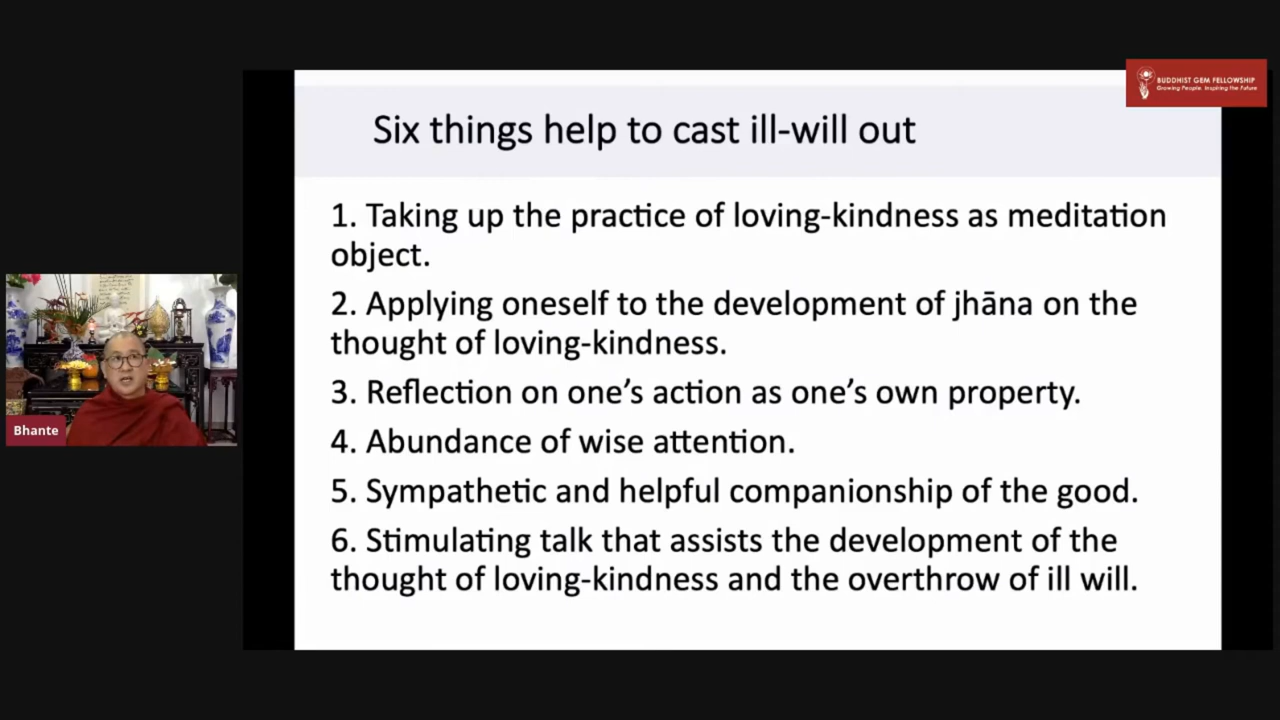 BUDDHIST GEM FELLOWSHIP
Growing People. Inspiring the Future
Six things help to cast ill-will out
1. Taking up the practice of loving-kindness as meditation
object.
2. Applying oneself to the development of jhāna on the
thought of loving-kindness.
3. Reflection on one’s action as one’s own property.
4. Abundance of wise attention.
5. Sympathetic and helpful companionship of the good.
6. Stimulating talk that assists the development of the
thought of loving-kindness and the overthrow of ill will.
Bhante